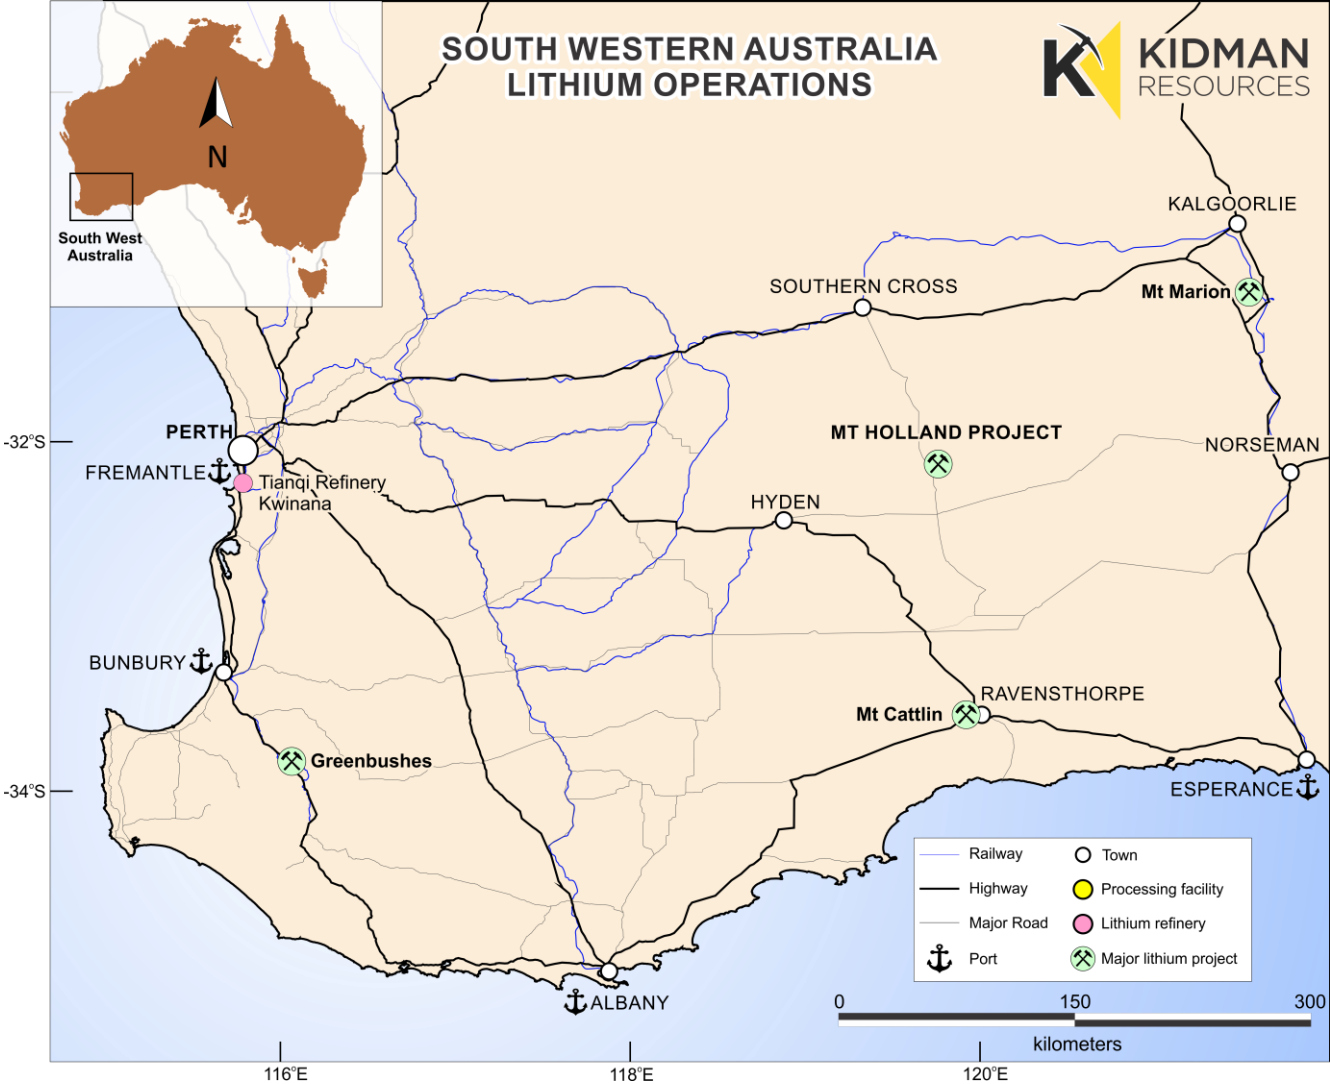 SOUTH WESTERN AUSTRALIA
LITHIUM OPERATIONS
KIDMAN
RESOURCES
N
South West
Australia
KALGOORLIE
Mt Marion
SOUTHERN CROSS
-32°S
PERTH
MT HOLLAND PROJECT
NORSEMAN
FREMANTLE
Tianqi Refinery
Kwinana
HYDEN
BUNBURY
RAVENSTHORPE
Mt Cattlin
Greenbushes
-34°S
ESPERANCE
ALBANY
Railway
Town
Highway
Processing facility
Major Road
Lithium refinery
Port
Major lithium project
0 150 300
kilometers
116°E 118°E 120°E